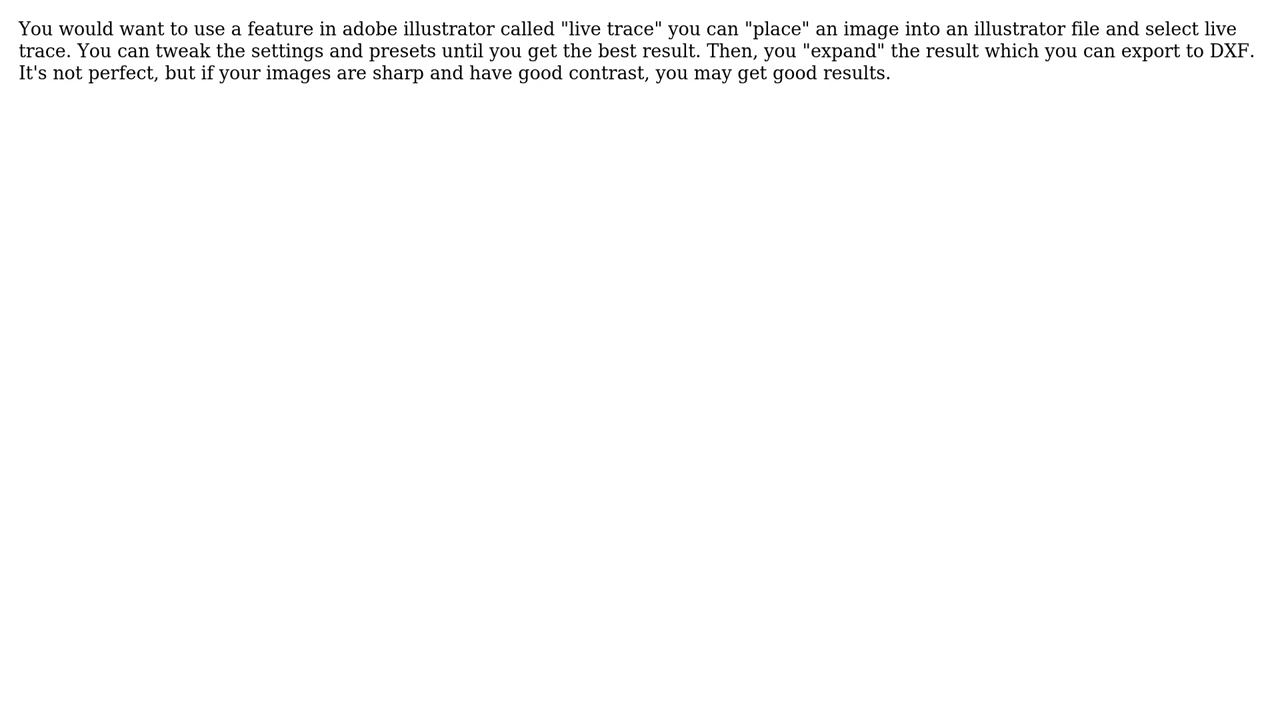 You would want to use a feature in adobe illustrator called "live trace" you can "place" an image into an illustrator file and select live
trace. You can tweak the settings and presets until you get the best result. Then, you "expand" the result which you can export to DXF.
It's not perfect, but if your images are sharp and have good contrast, you may get good results.